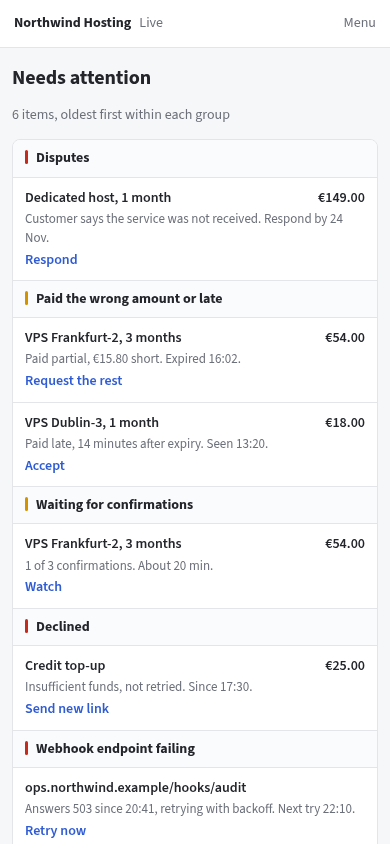 Northwind Hosting Live Menu
Needs attention
6 items, oldest first within each group
Disputes
Dedicated host, 1 month €149.00
Customer says the service was not received. Respond by 24
Nov.
Respond
Paid the wrong amount or late
VPS Frankfurt-2, 3 months €54.00
Paid partial, €15.80 short. Expired 16:02.
Request the rest
VPS Dublin-3, 1 month €18.00
Paid late, 14 minutes after expiry. Seen 13:20.
Accept
Waiting for confirmations
VPS Frankfurt-2, 3 months €54.00
1 of 3 confirmations. About 20 min.
Watch
Declined
Credit top-up €25.00
Insufficient funds, not retried. Since 17:30.
Send new link
Webhook endpoint failing
ops.northwind.example/hooks/audit
Answers 503 since 20:41, retrying with backoff. Next try 22:10.
Retry now